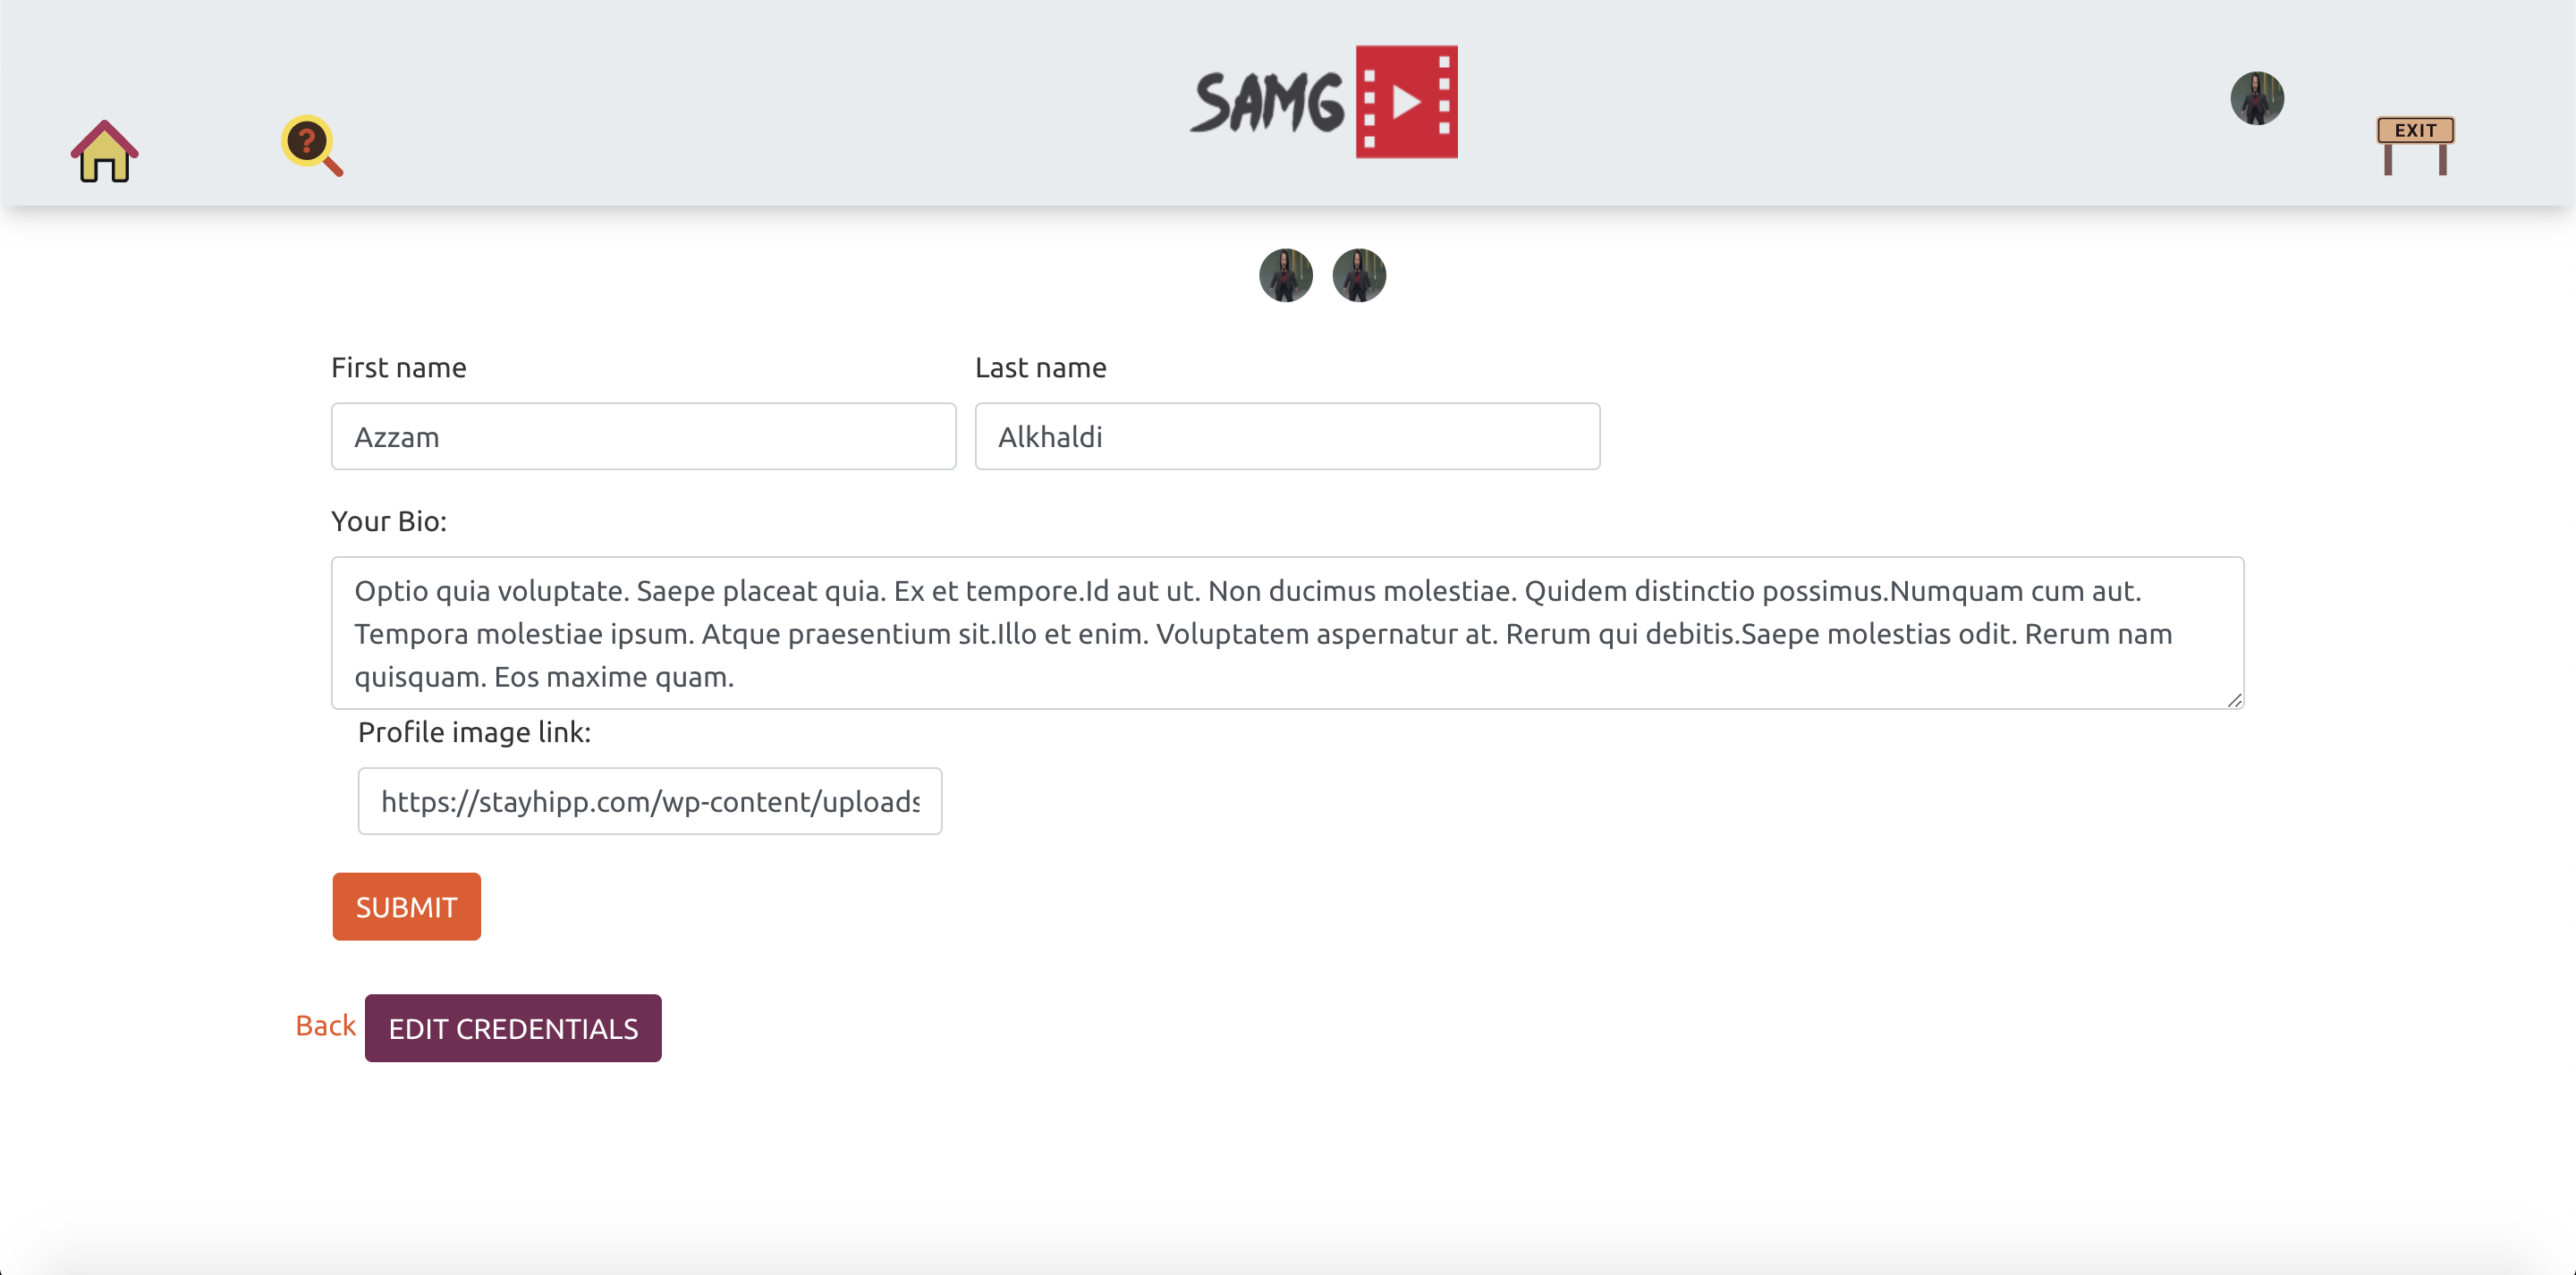 SAMG
?
EXIT
First name
Last name
Azzam
Alkhaldi
Your Bio:
Optio quia voluptate. Saepe placeat quia. Ex et tempore.Id aut ut. Non ducimus molestiae. Quidem distinctio possimus.Numquam cum aut.
Tempora molestiae ipsum. Atque praesentium sit.Illo et enim. Voluptatem aspernatur at. Rerum qui debitis.Saepe molestias odit. Rerum nam
quisquam. Eos maxime quam.
Profile image link:
https://stayhipp.com/wp-content/uploads
SUBMIT
Back
EDIT CREDENTIALS